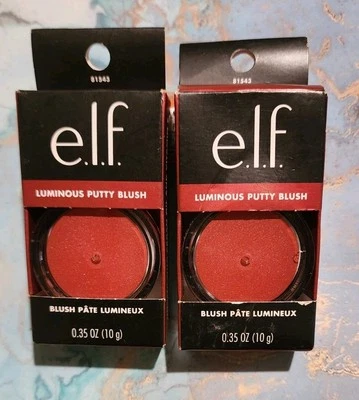 81543
e.l.f.
LUMINOUS PUTTY BLUSH
BLUSH PÂTE LUMINEUX
0.35 OZ (10 g)
81543
e.l.f.
LUMINOUS PUTTY BLUSH
BLUSH PÂTE LUMINEUX
0.35 OZ (10 g)